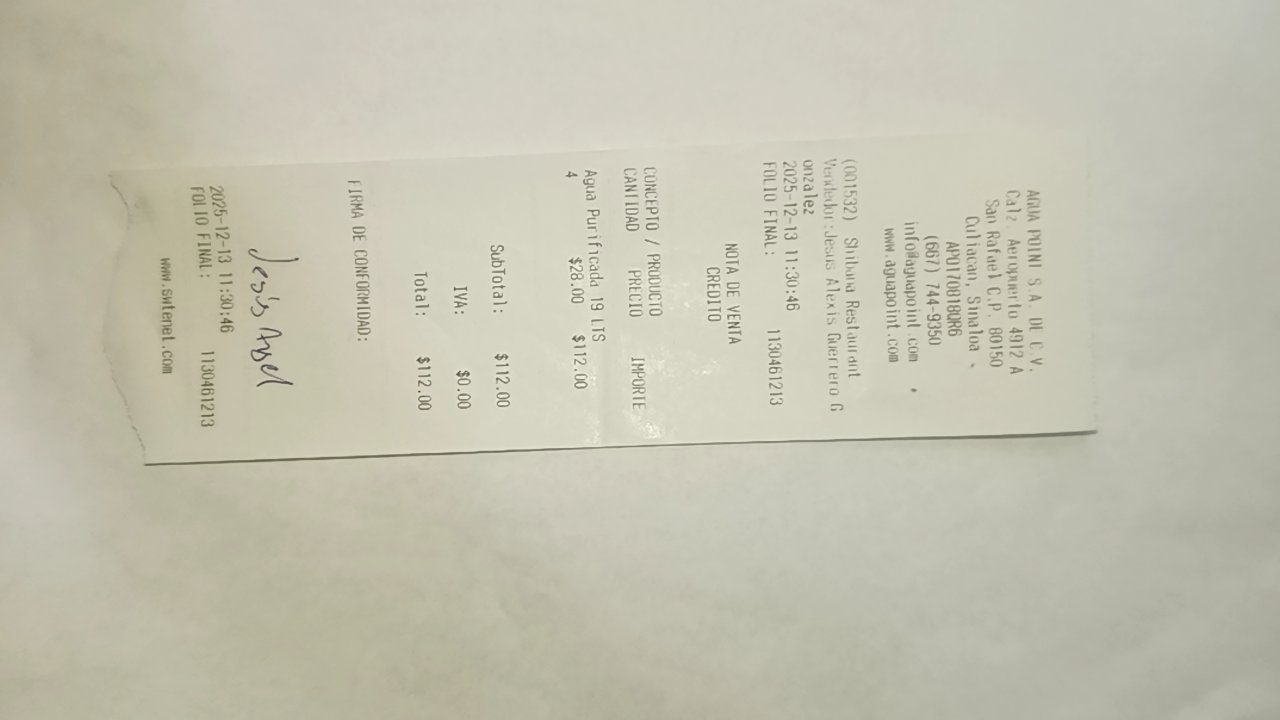 AGUA POINT S.A. DE C.V.
Calz. Aeropuerto 4912 A
San Rafael C.P. 80150
Culiacan, Sinaloa
APO170818QR6
(667) 744-9350
info@aguapoint.com
www.aguapoint.com
(001532) Shibana Restaurant
Vendedor:Jesus Alexis Guerrero G
onzalez
2025-12-13 11:30:46
FOLIO FINAL: 1130461213
NOTA DE VENTA
CREDITO
CONCEPTO / PRODUCTO
CANTIDAD PRECIO IMPORTE
Agua Purificada 19 LTS
4 $28.00 $112.00
SubTotal: $112.00
IVA: $0.00
Total: $112.00
FIRMA DE CONFORMIDAD:
Jesús Angel
2025-12-13 11:30:46
FOLIO FINAL: 1130461213
www.swtenet.com